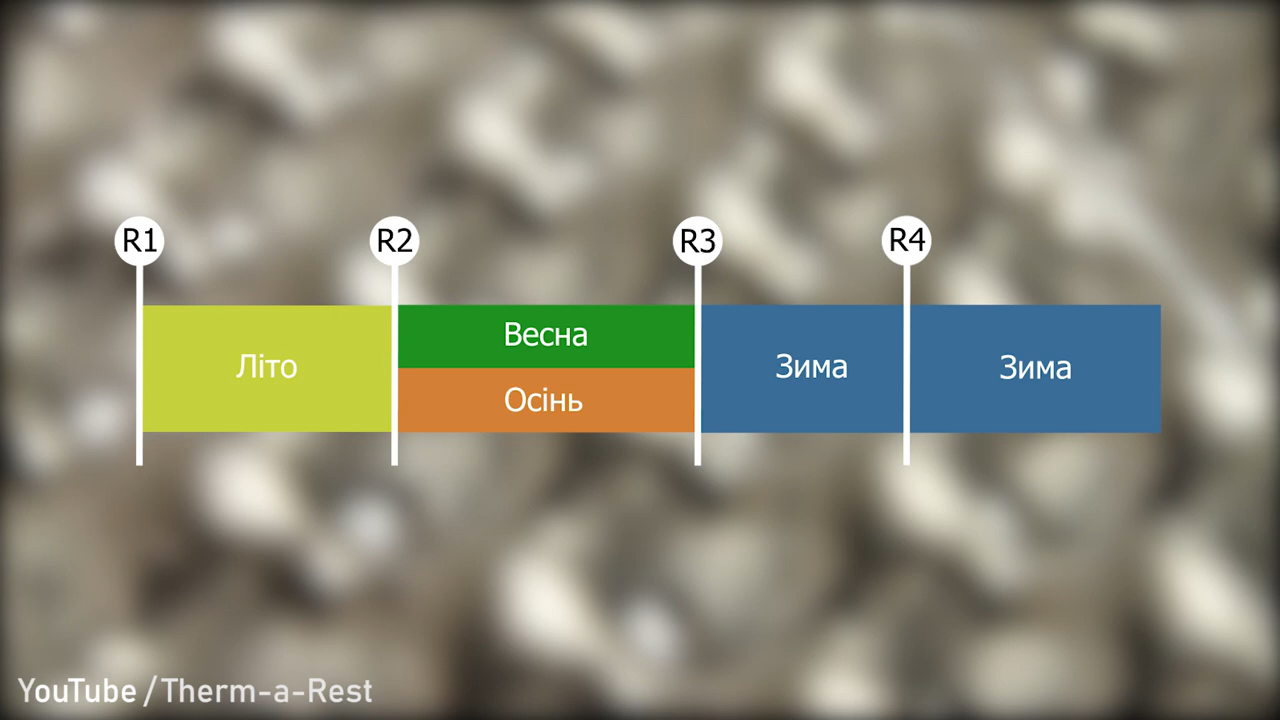 R1
R2
R3
R4
Літо
Весна
Осінь
Зима
Зима
YouTube / Therm-a-Rest